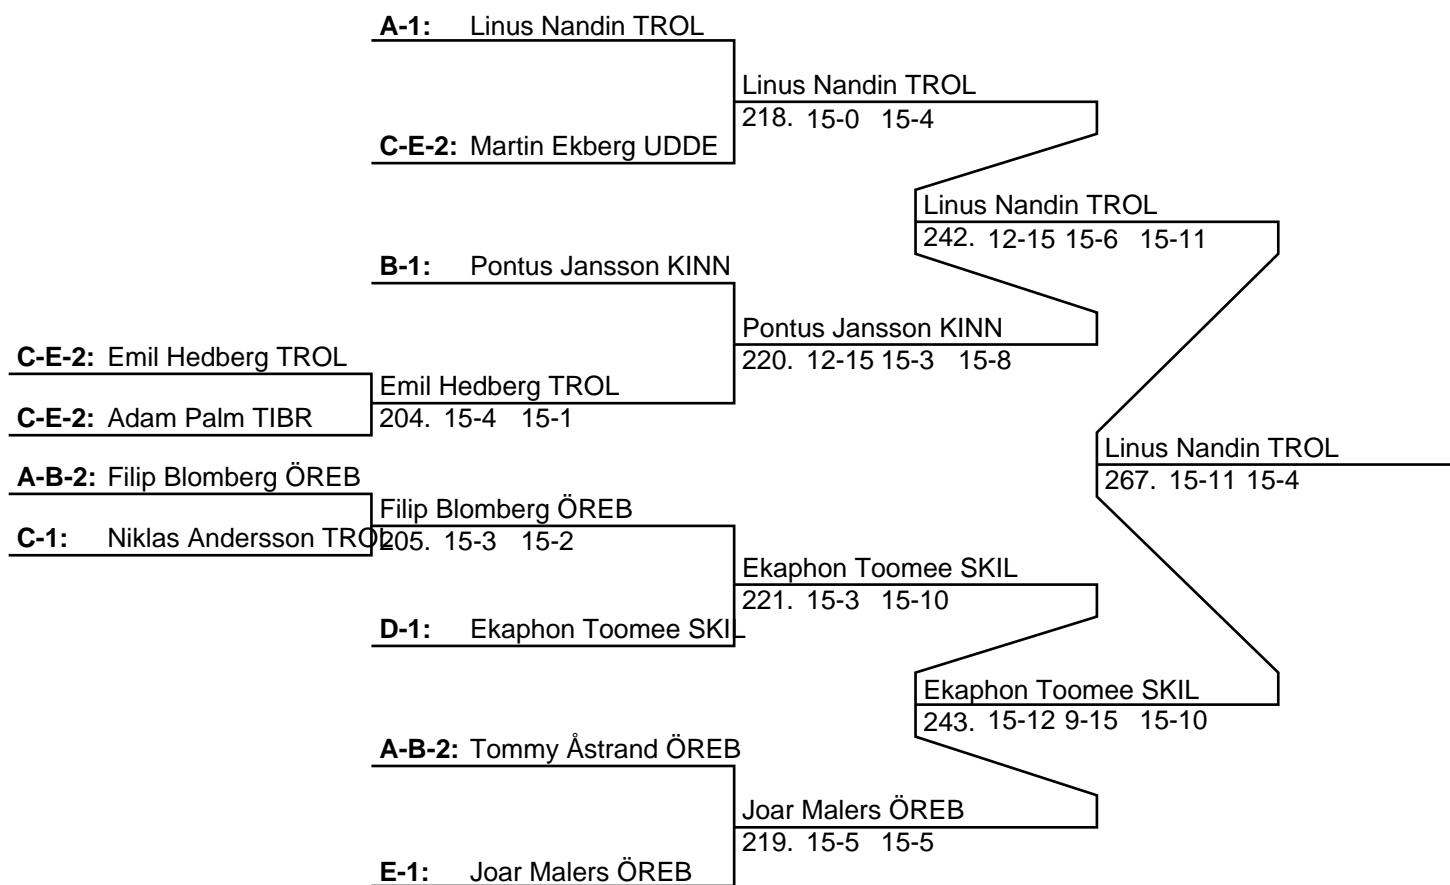 A-1: Linus Nandin TROL
Linus Nandin TROL
218. 15-0 15-4
C-E-2: Martin Ekberg UDDE
Linus Nandin TROL
242. 12-15 15-6 15-11
B-1: Pontus Jansson KINN
Pontus Jansson KINN
220. 12-15 15-3 15-8
C-E-2: Emil Hedberg TROL
Emil Hedberg TROL
204. 15-4 15-1
C-E-2: Adam Palm TIBR
Linus Nandin TROL
267. 15-11 15-4
A-B-2: Filip Blomberg ÖREB
Filip Blomberg ÖREB
205. 15-3 15-2
C-1: Niklas Andersson TROL
Ekaphon Toomee SKIL
221. 15-3 15-10
D-1: Ekaphon Toomee SKIL
Ekaphon Toomee SKIL
243. 15-12 9-15 15-10
A-B-2: Tommy Åstrand ÖREB
Joar Malers ÖREB
219. 15-5 15-5
E-1: Joar Malers ÖREB